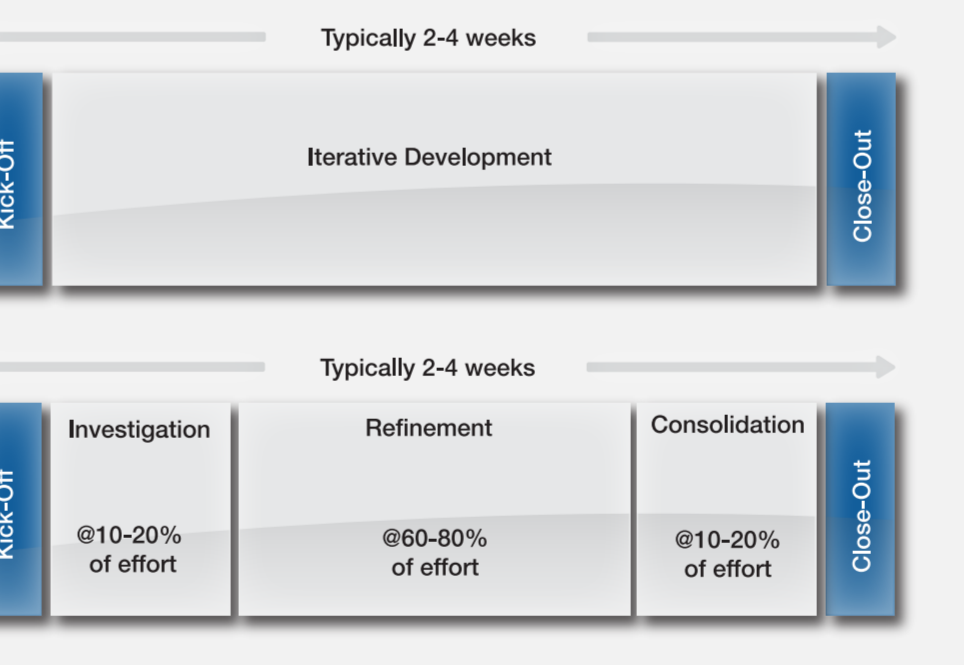 Typically 2-4 weeks
Kick-Off
Iterative Development
Close-Out
Typically 2-4 weeks
Kick-Off
Investigation
@10-20%
of effort
Refinement
@60-80%
of effort
Consolidation
@10-20%
of effort
Close-Out